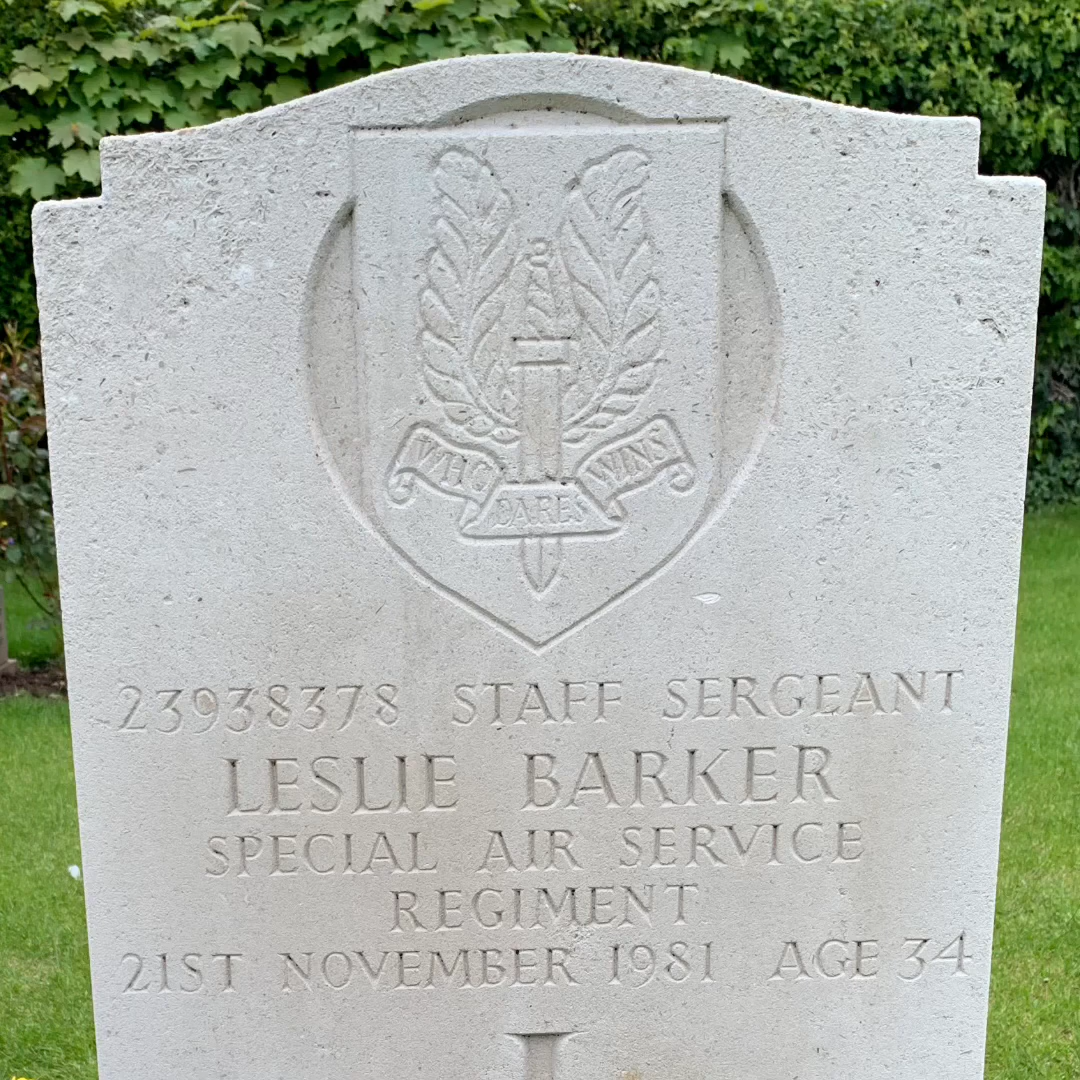 WHO DARES WINS
23938378 STAFF SERGEANT
LESLIE BARKER
SPECIAL AIR SERVICE
REGIMENT
21ST NOVEMBER 1981 AGE 34